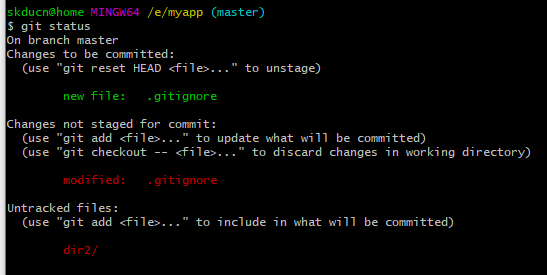 skducn@home MINGW64 /e/myapp (master)
$ git status
On branch master
Changes to be committed:
  (use "git reset HEAD <file>..." to unstage)
        new file:   .gitignore
Changes not staged for commit:
  (use "git add <file>..." to update what will be committed)
  (use "git checkout -- <file>..." to discard changes in working directory)
        modified:   .gitignore
Untracked files:
  (use "git add <file>..." to include in what will be committed)
        dir2/